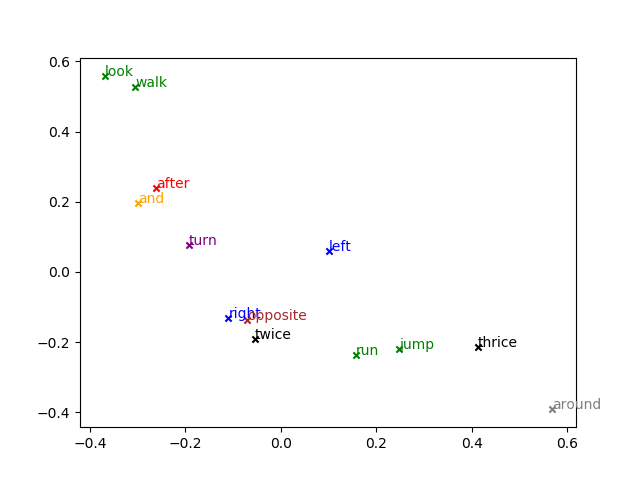 0.6
look
walk
0.4
after
0.2
and
turn
left
0.0
right
opposite
twice
−0.2
run
jump
thrice
around
−0.4
−0.4
−0.2
0.0
0.2
0.4
0.6